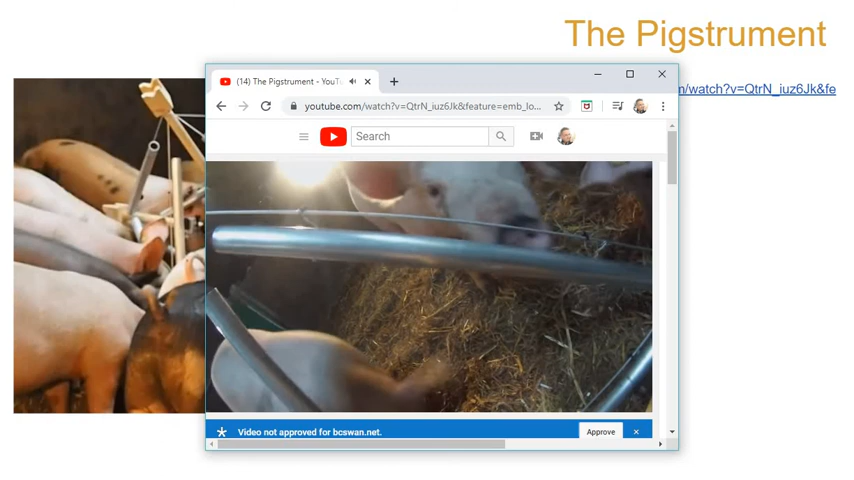 The Pigstrument
(14) The Pigstrument - YouTu
m/watch?v=QtrN_iuz6Jk&fe
youtube.com/watch?v=QtrN_iuz6Jk&feature=emb_lo...
Search
Video not approved for bcswan.net.
Approve